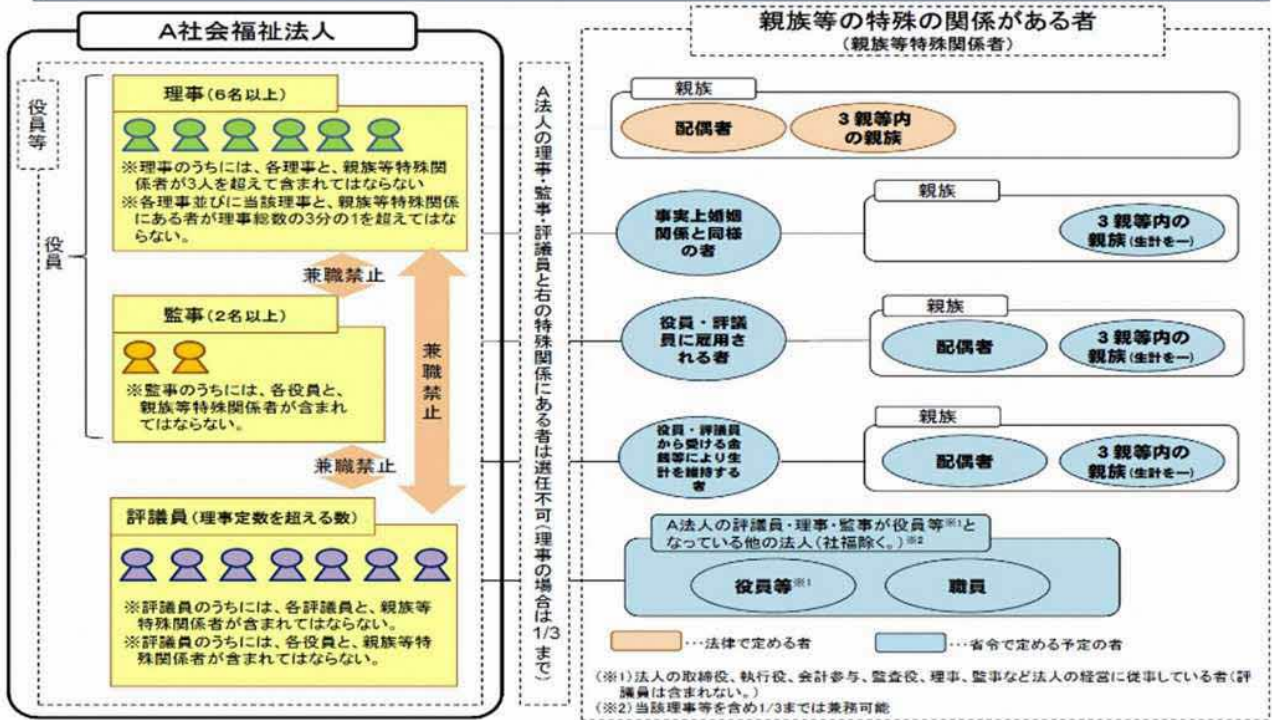 A社会福祉法人
役員等
役員
理事(6名以上)
※理事のうちには、各理事と、親族等特殊関
係者が3人を超えて含まれてはならない
※各理事並びに当該理事と、親族等特殊関係
にある者が理事総数の3分の1を超えてはな
らない。
兼職禁止
監事(2名以上)
※監事のうちには、各役員と、
親族等特殊関係者が含まれ
てはならない。
兼職禁止
兼職禁止
評議員(理事定数を超える数)
※評議員のうちには、各評議員と、親族等
特殊関係者が含まれてはならない。
※評議員のうちには、各役員と、親族等特
殊関係者が含まれてはならない。
A法人の理事・監事・評議員と右の特殊関係にある者は選任不可(理事の場合は1/3まで)
親族等の特殊の関係がある者
(親族等特殊関係者)
親族
配偶者
3親等内
の親族
事実上婚姻
関係と同様
の者
親族
3親等内の
親族(生計を一)
役員・評議
員に雇用さ
れる者
親族
配偶者
3親等内の
親族(生計を一)
役員・評議員
から受ける金
銭等により生
計を維持する
者
親族
配偶者
3親等内の
親族(生計を一)
A法人の評議員・理事・監事が役員等※1と
なっている他の法人(社福除く。)※2
役員等※1
職員
…法律で定める者
…省令で定める予定の者
(※1)法人の取締役、執行役、会計参与、監査役、理事、監事など法人の経営に従事している者(評
議員は含まれない。)
(※2)当該理事等を含め1/3までは兼務可能